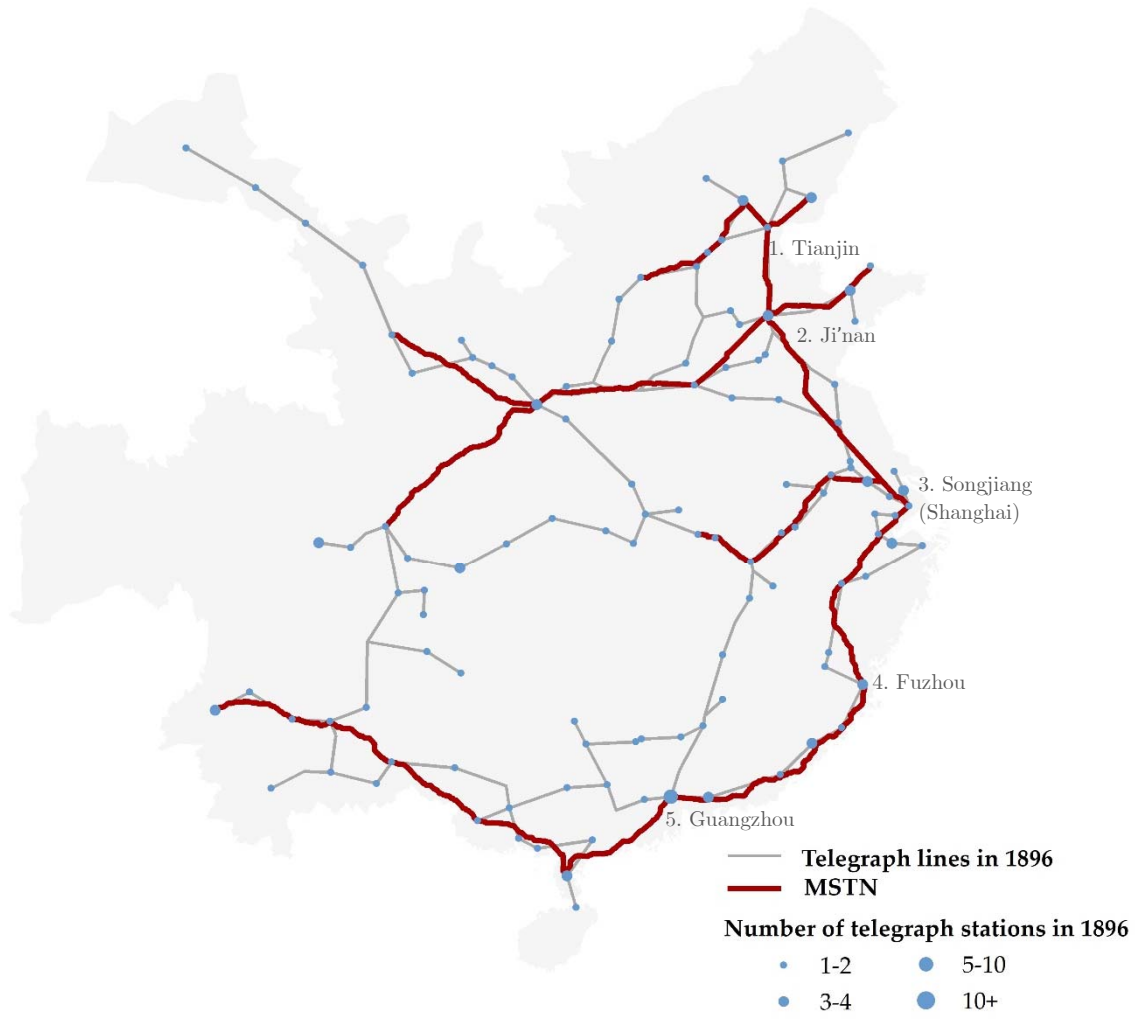 1. Tianjin
2. Ji'nan
3. Songjiang
(Shanghai)
4. Fuzhou
5. Guangzhou
Telegraph lines in 1896
MSTN
Number of telegraph stations in 1896
1-2
5-10
3-4
10+